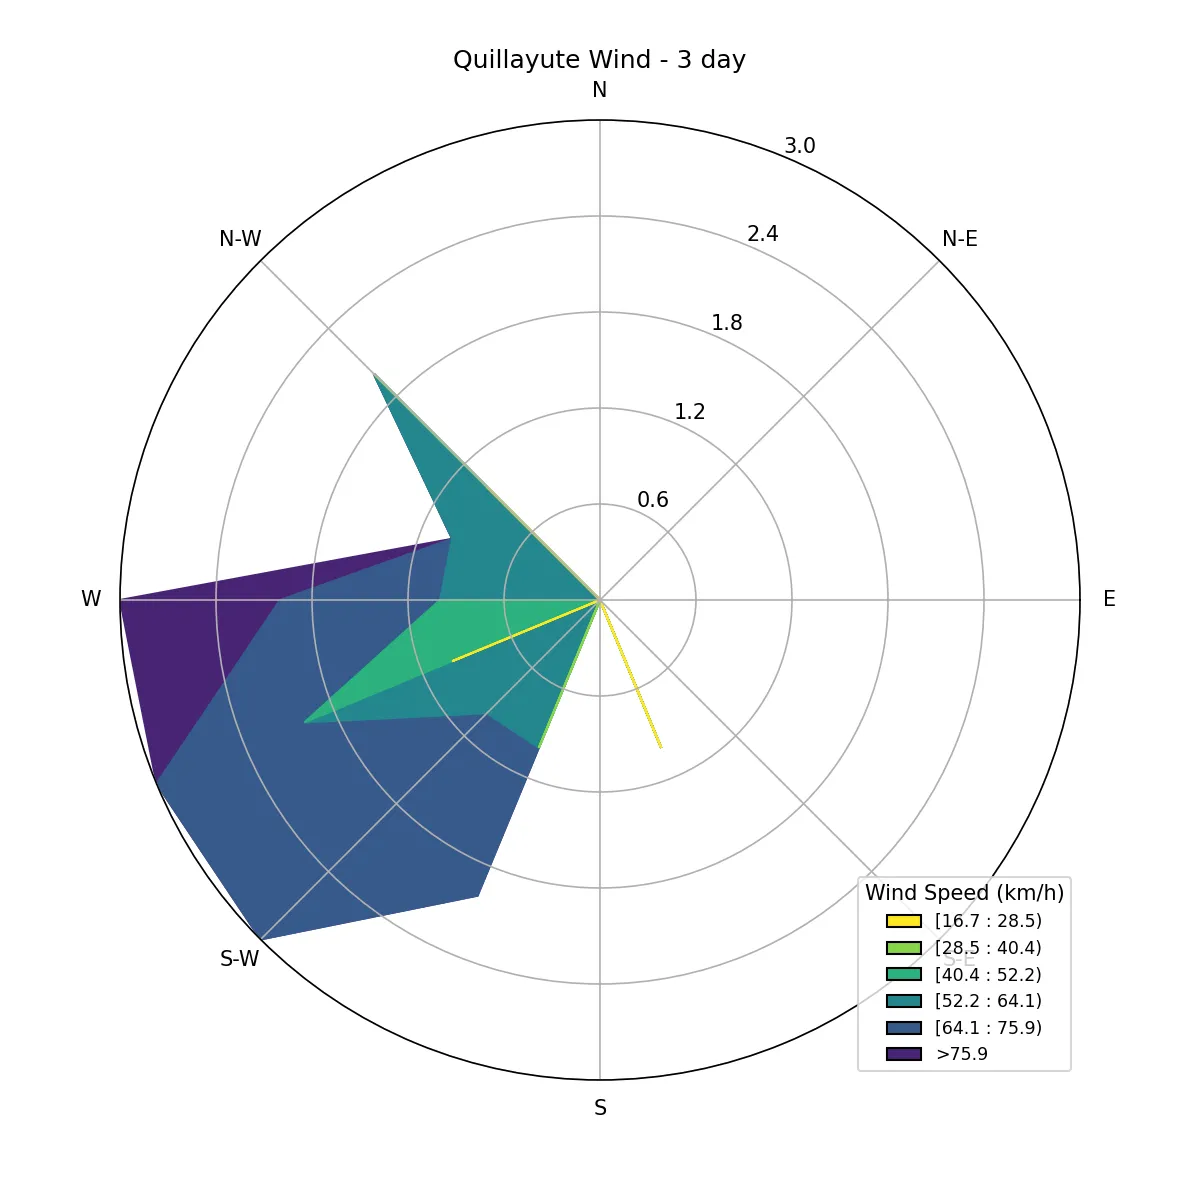 Quillayute Wind - 3 day
N
3.0
N-W
N-E
2.4
1.8
1.2
0.6
W
E
Wind Speed (km/h)
[16.7 : 28.5)
[28.5 : 40.4)
S-W
S-E
[40.4 : 52.2)
[52.2 : 64.1)
[64.1 : 75.9)
>75.9
S